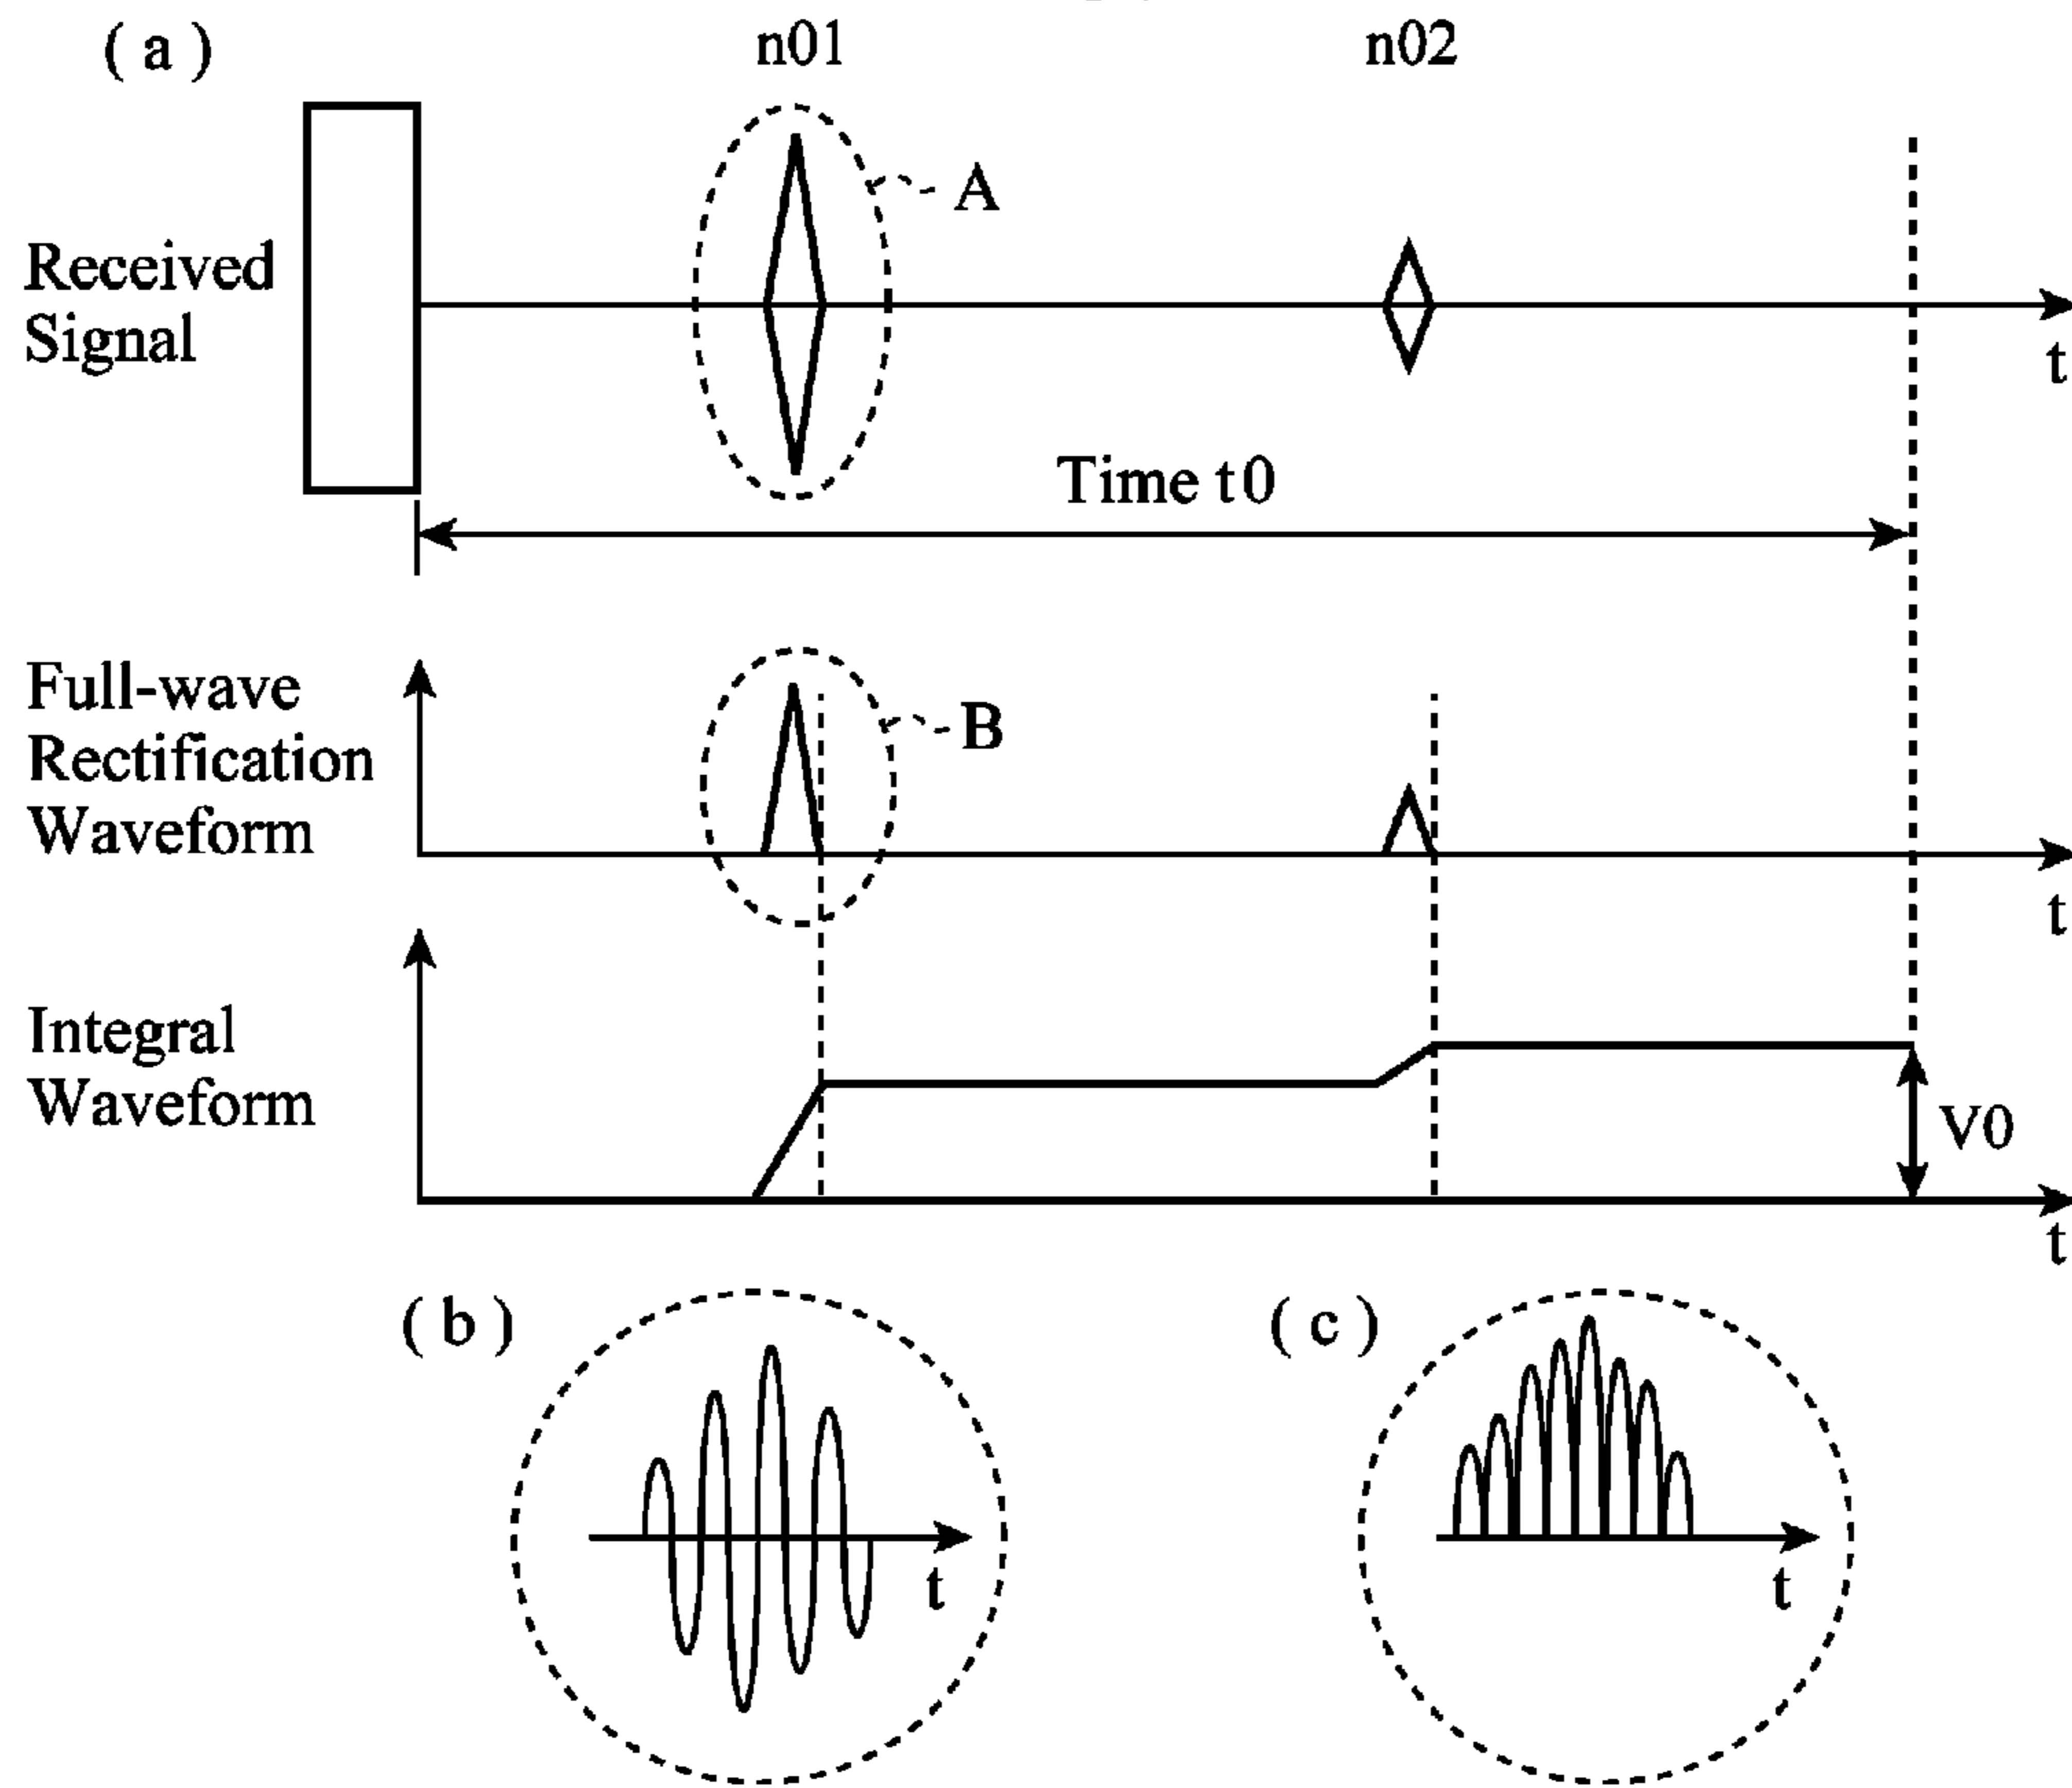 ( a )
n01
n02
A
Received
Signal
t
Time t0
Full-wave
Rectification
Waveform
B
t
Integral
Waveform
V0
t
( b )
( c )
t
t